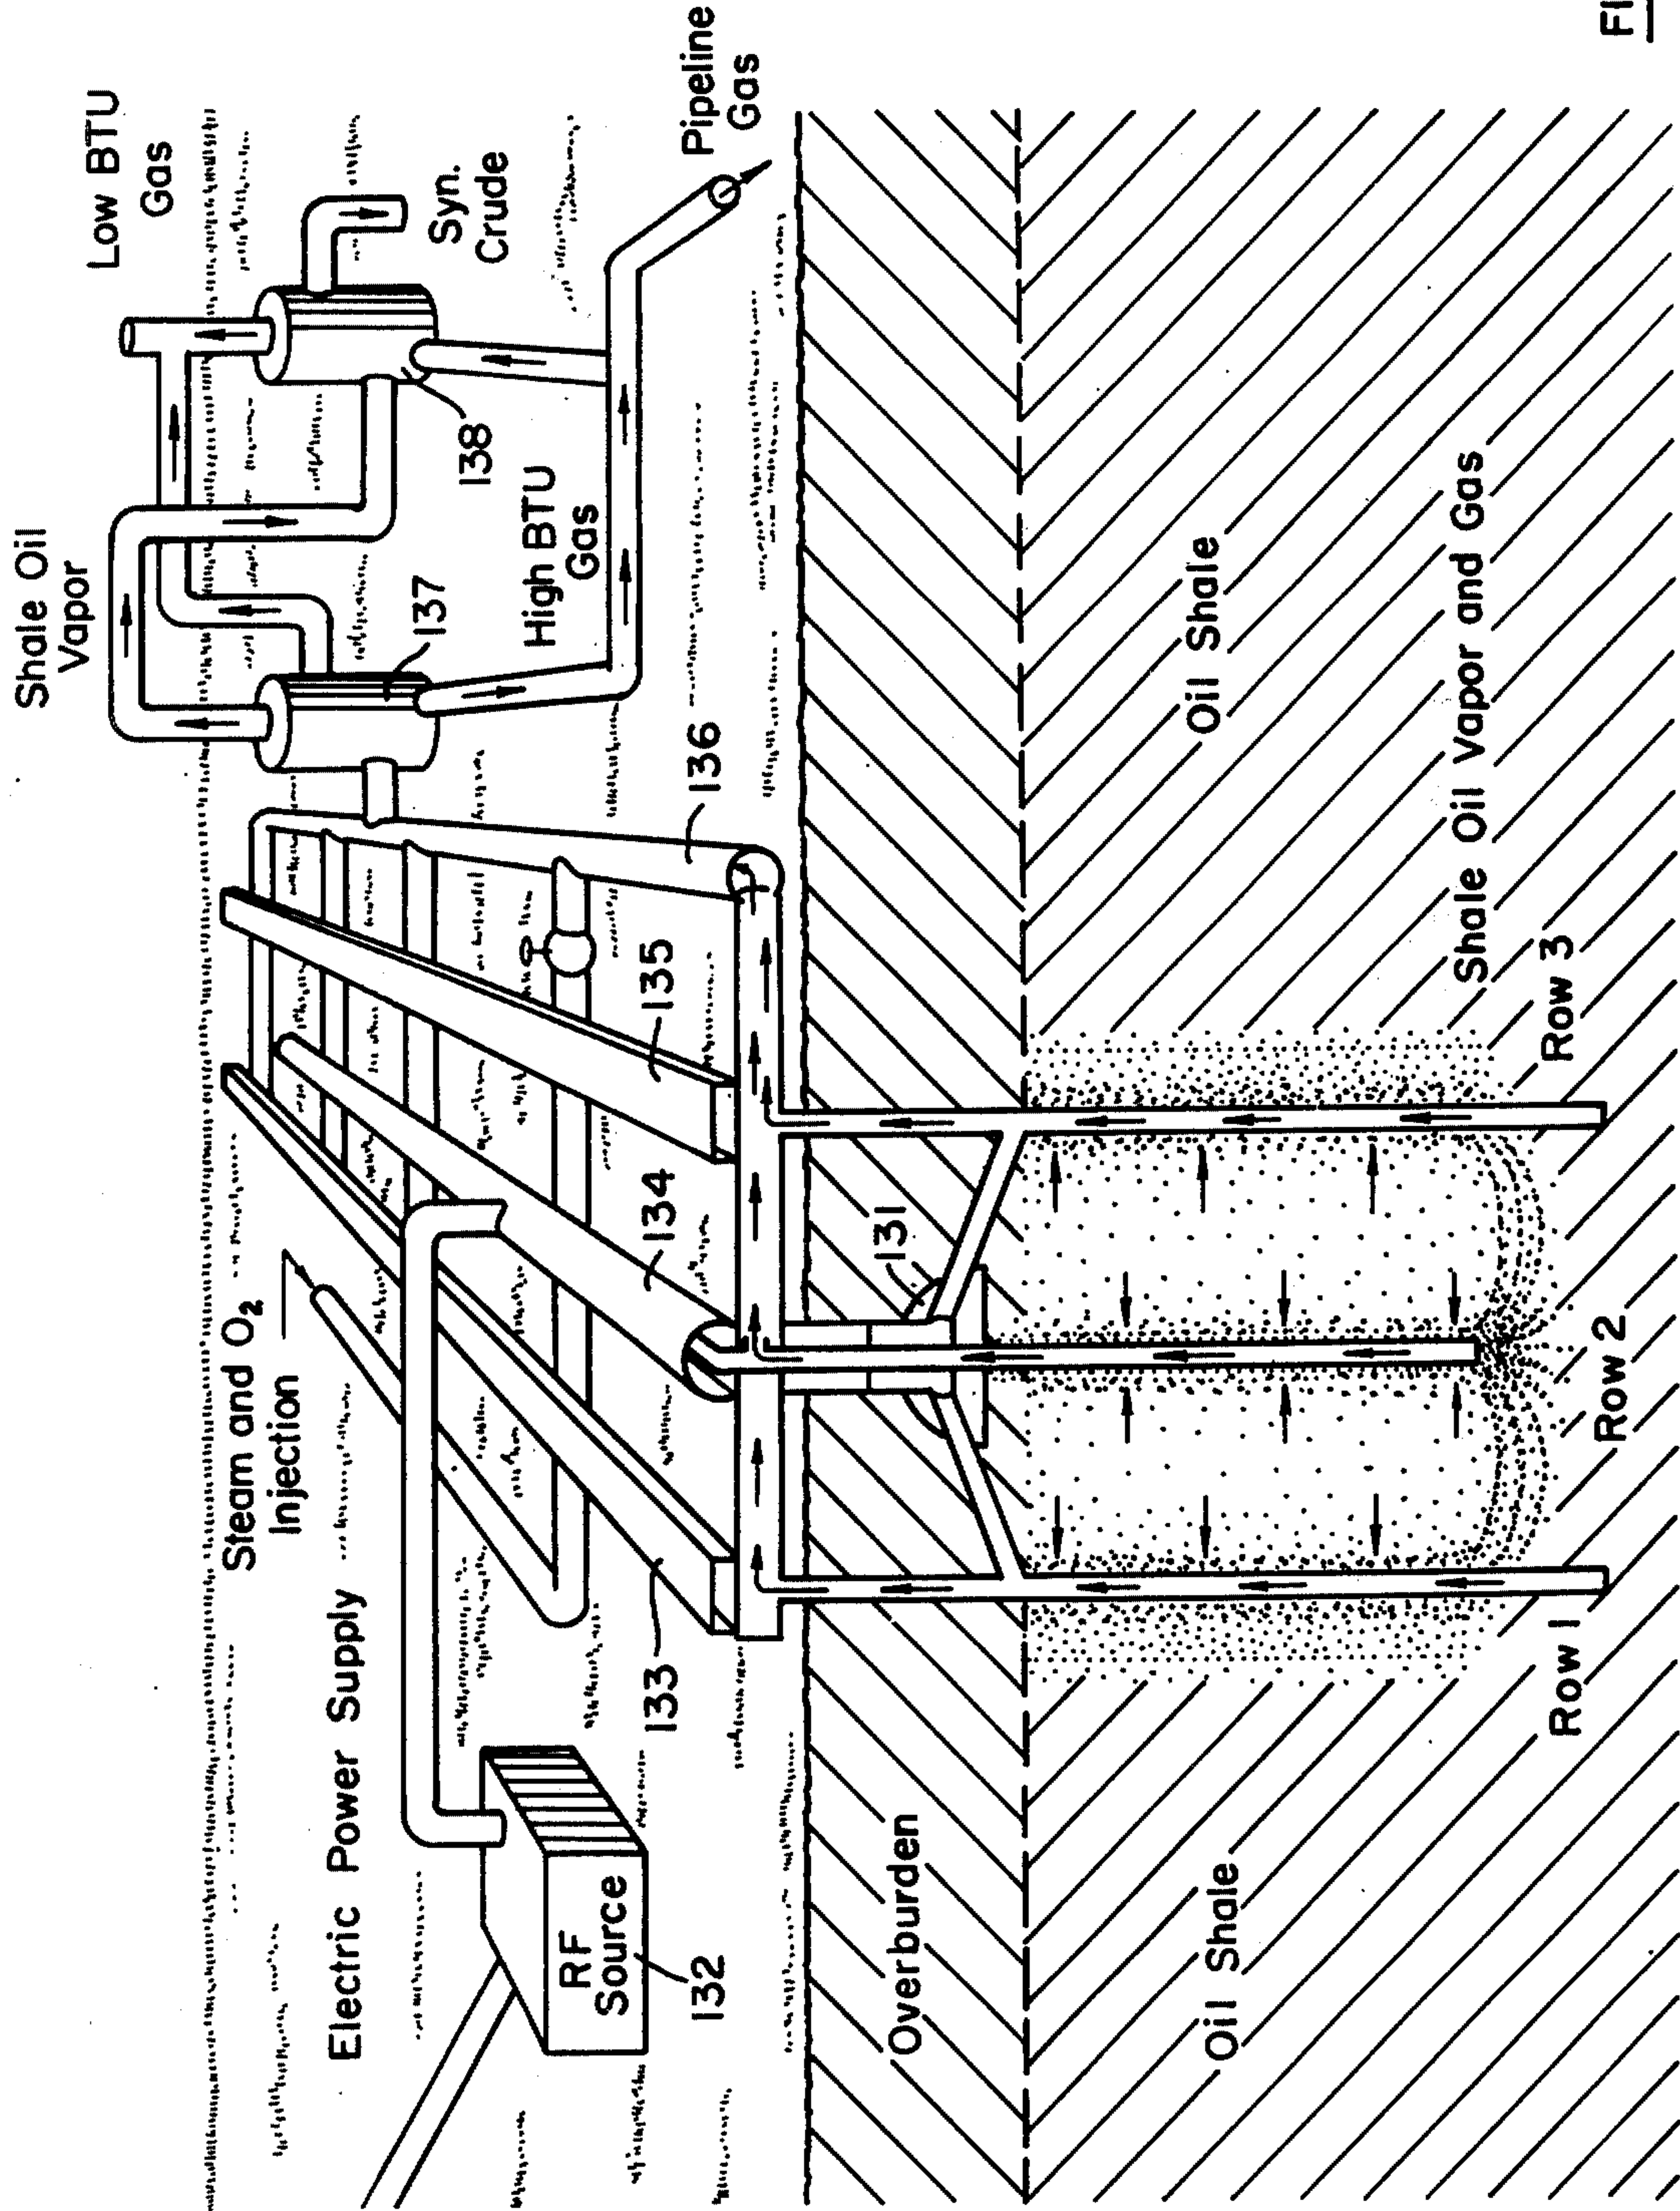 Shale Oil
Vapor
Low BTU
Gas
Steam and O₂
Injection
Electric Power Supply
137
138
Syn.
Crude
High BTU
Gas
Pipeline
Gas
RF
Source
132
133
134
135
136
131
Overburden
Oil Shale
Oil Shale
Shale Oil Vapor and Gas
Row 1
Row 2
Row 3